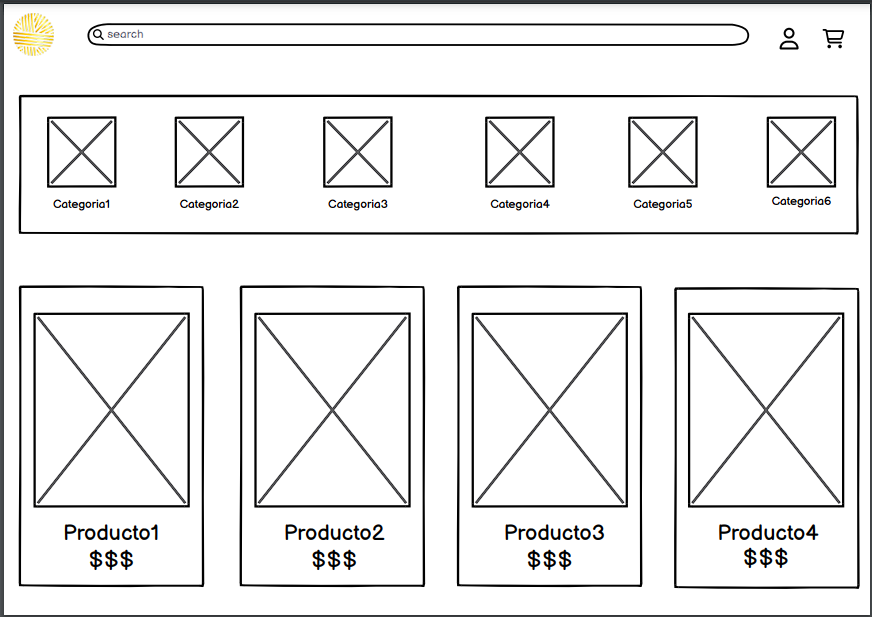 search
Categoria1
Categoria2
Categoria3
Categoria4
Categoria5
Categoria6
Producto1
$$$
Producto2
$$$
Producto3
$$$
Producto4
$$$